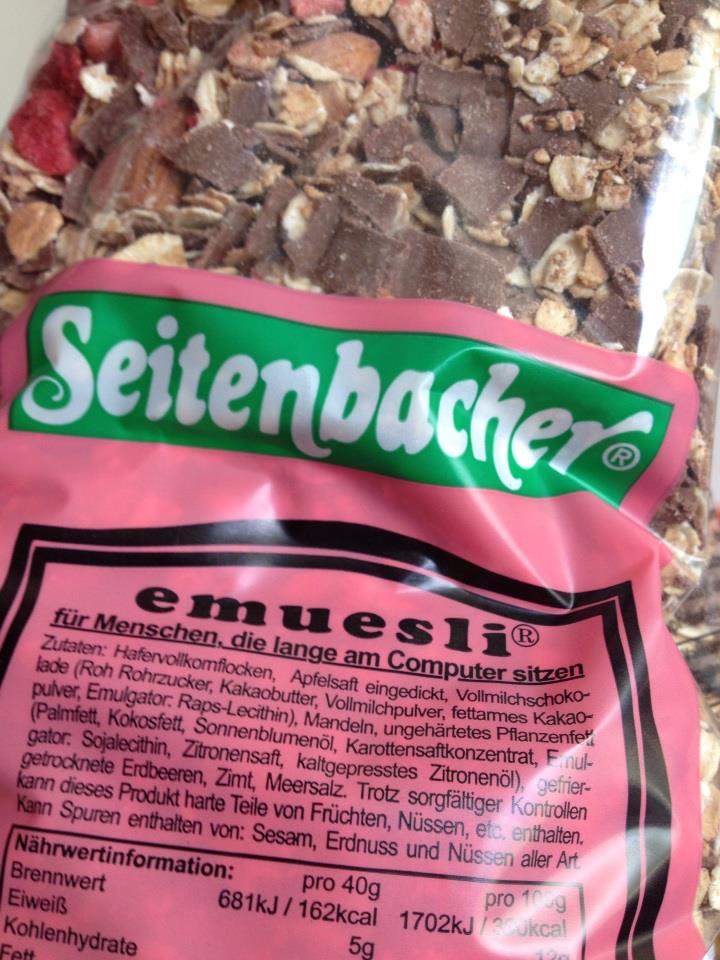 Seitenbacher®
emuesli®
für Menschen, die lange am Computer sitzen
Zutaten: Hafervollkornflocken, Apfelsaft eingedickt, Vollmilchschoko-
lade (Roh Rohrzucker, Kakaobutter, Vollmilchpulver, fettarmes Kakao-
pulver, Emulgator: Raps-Lecithin), Mandeln, ungehärtetes Pflanzenfett
(Palmfett, Kokosfett, Sonnenblumenöl, Karottensaftkonzentrat, Emul-
gator: Sojalecithin, Zitronensaft, kaltgepresstes Zitronenöl), gefrier-
getrocknete Erdbeeren, Zimt, Meersalz. Trotz sorgfältiger Kontrollen
kann dieses Produkt harte Teile von Früchten, Nüssen, etc. enthalten.
Kann Spuren enthalten von: Sesam, Erdnuss und Nüssen aller Art.
Nährwertinformation: pro 40g pro 100g
Brennwert 681kJ / 162kcal 1702kJ /
Eiweiß 5g
Kohlenhydrate
Fett